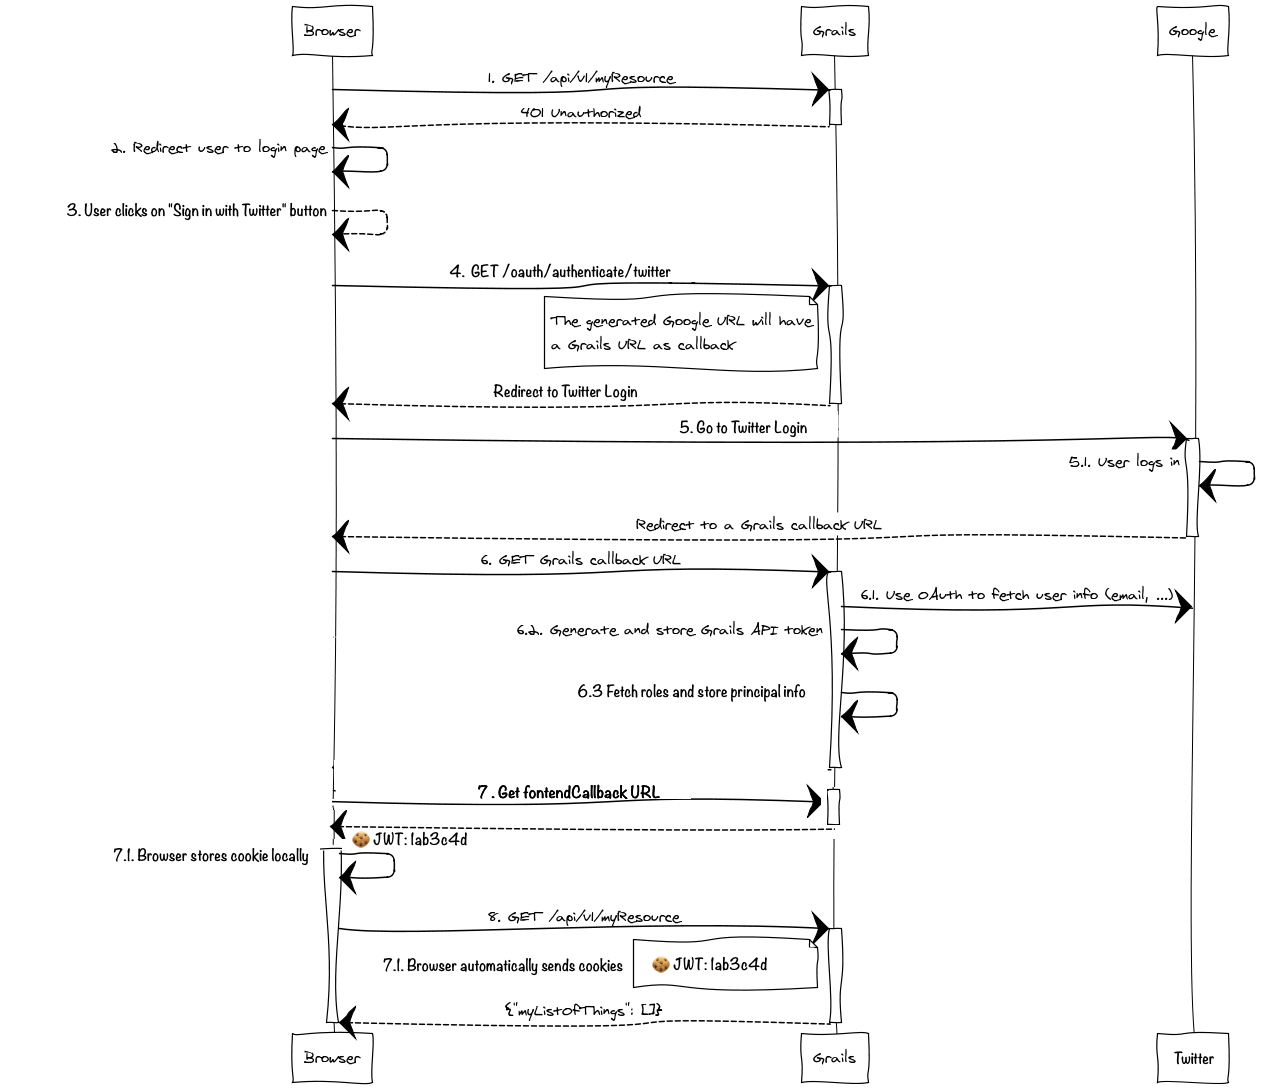 Browser
Grails
Google
1. GET /api/v1/myResource
401 Unauthorized
2. Redirect user to login page
3. User clicks on "Sign in with Twitter" button
4. GET /oauth/authenticate/twitter
The generated Google URL will have
a Grails URL as callback
Redirect to Twitter Login
5. Go to Twitter Login
5.1. User logs in
Redirect to a Grails callback URL
6. GET Grails callback URL
6.1. Use OAuth to fetch user info (email, ...)
6.2. Generate and store Grails API token
6.3 Fetch roles and store principal info
7 . Get fontendCallback URL
JWT: 1ab3c4d
7.1. Browser stores cookie locally
8. GET /api/v1/myResource
7.1. Browser automatically sends cookies
JWT: 1ab3c4d
{"myListOfThings": []}
Browser
Grails
Twitter